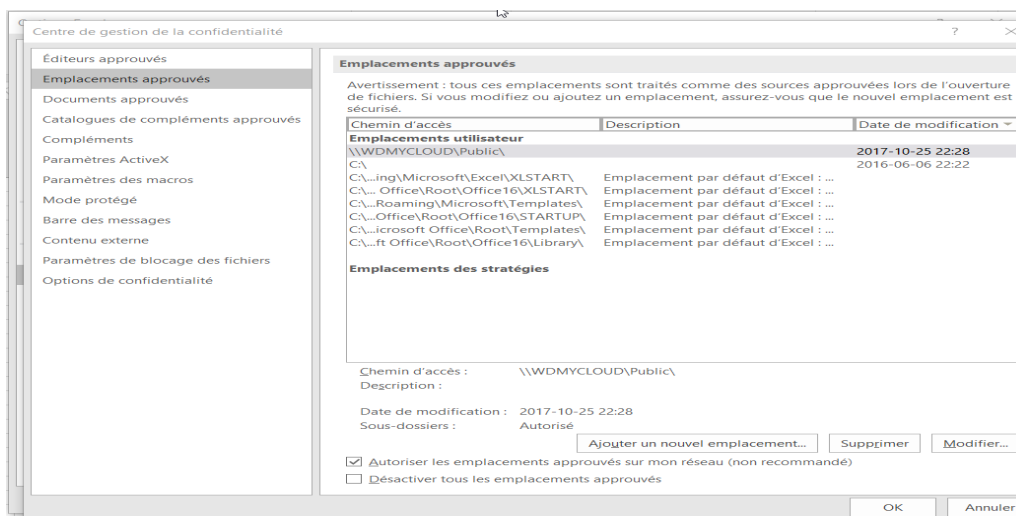 Centre de gestion de la confidentialité ?
Éditeurs approuvés
Emplacements approuvés
Documents approuvés
Catalogues de compléments approuvés
Compléments
Paramètres ActiveX
Paramètres des macros
Mode protégé
Barre des messages
Contenu externe
Paramètres de blocage des fichiers
Options de confidentialité
Emplacements approuvés
Avertissement : tous ces emplacements sont traités comme des sources approuvées lors de l'ouverture
de fichiers. Si vous modifiez ou ajoutez un emplacement, assurez-vous que le nouvel emplacement est
sécurisé.
Chemin d'accès Description Date de modification
Emplacements utilisateur
\\WDMYCLOUD\Public\ 2017-10-25 22:28
C:\ 2016-06-06 22:22
C:\...ing\Microsoft\Excel\XLSTART\ Emplacement par défaut d'Excel : ...
C:\... Office\Root\Office16\XLSTART\ Emplacement par défaut d'Excel : ...
C:\...Roaming\Microsoft\Templates\ Emplacement par défaut d'Excel : ...
C:\...Office\Root\Office16\STARTUP\ Emplacement par défaut d'Excel : ...
C:\...icrosoft Office\Root\Templates\ Emplacement par défaut d'Excel : ...
C:\...ft Office\Root\Office16\Library\ Emplacement par défaut d'Excel : ...
Emplacements des stratégies
Chemin d'accès : \\WDMYCLOUD\Public\
Description :
Date de modification : 2017-10-25 22:28
Sous-dossiers : Autorisé
Ajouter un nouvel emplacement... Supprimer Modifier...
Autoriser les emplacements approuvés sur mon réseau (non recommandé)
Désactiver tous les emplacements approuvés
OK Annuler